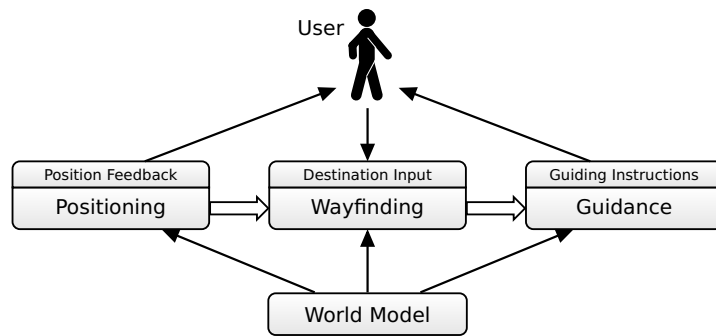 User
Position Feedback
Positioning
Destination Input
Wayfinding
Guiding Instructions
Guidance
World Model